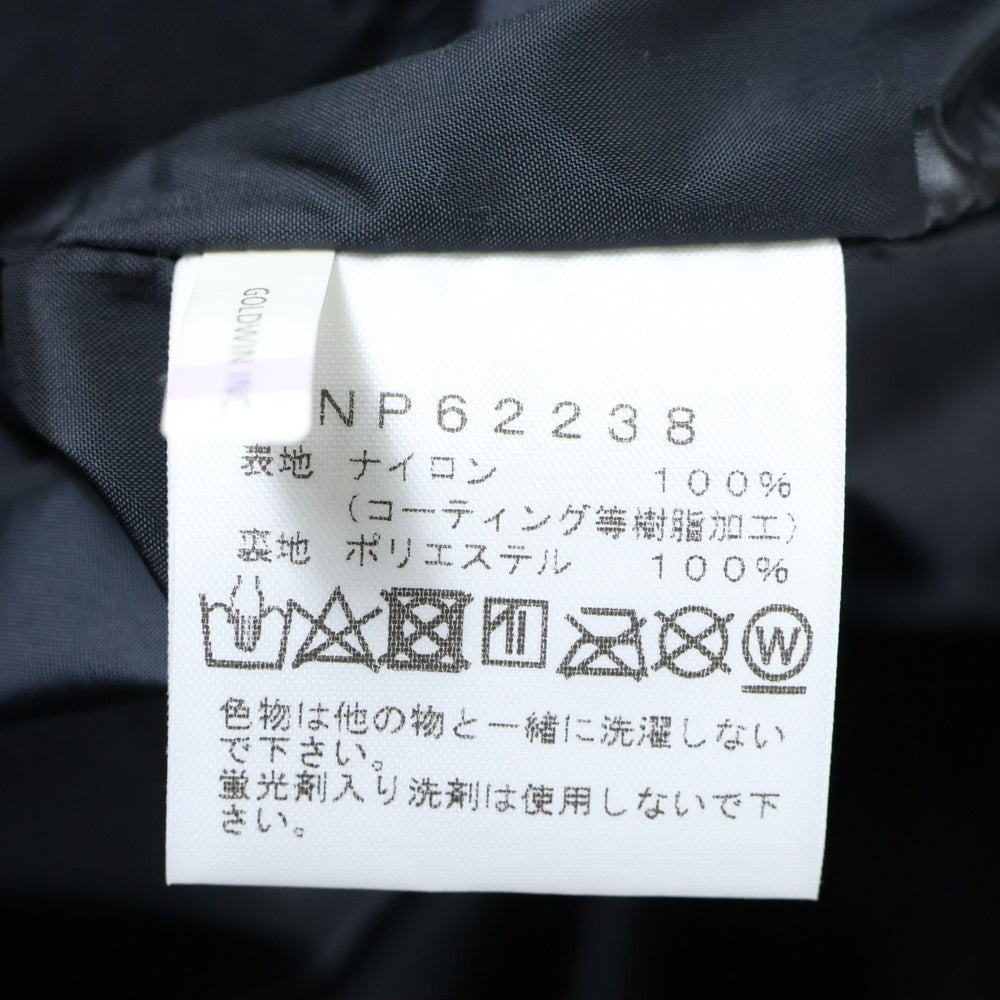 GOLDWIN INC.
NP62238
表地 ナイロン 100%
(コーティング等樹脂加工)
裏地 ポリエステル 100%
W
色物は他の物と一緒に洗濯しない
で下さい。
蛍光剤入り洗剤は使用しないで下
さい。